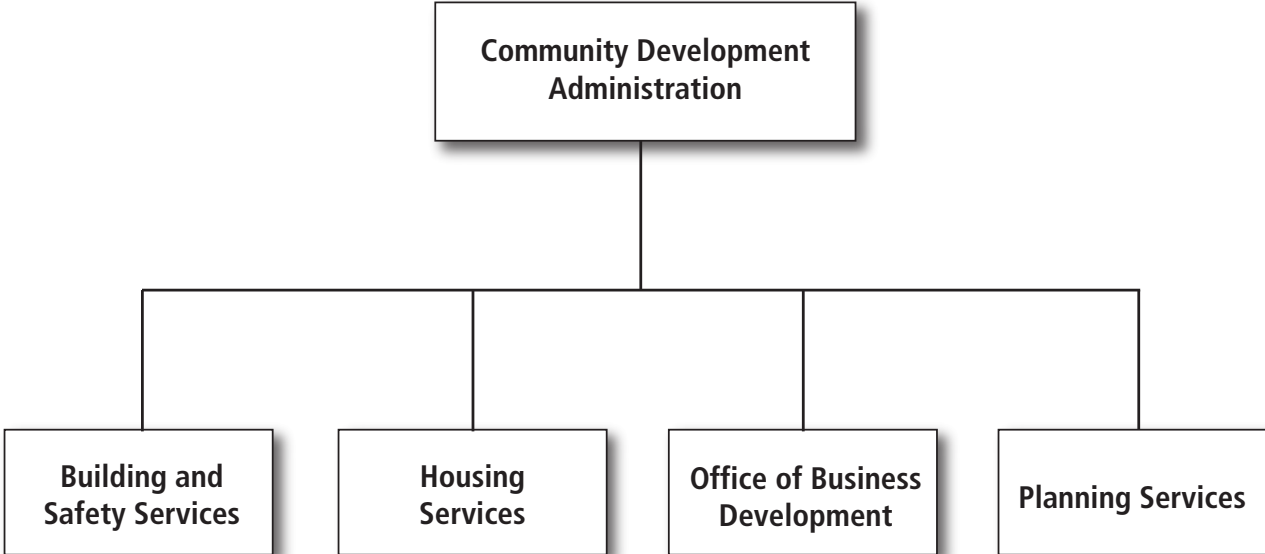 Community Development
Administration
Building and
Safety Services
Housing
Services
Office of Business
Development
Planning Services